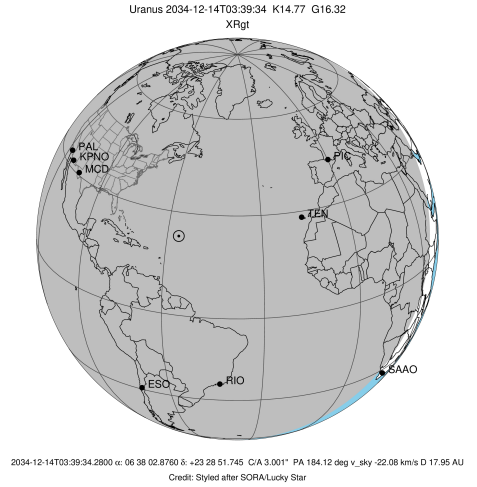 Uranus 2034-12-14T03:39:34 K14.77 G16.32
XRgt
PAL
KPNO
MCD
PIC
TEN
SAAO
ESO
RIO
2034-12-14T03:39:34.2800 α: 06 38 02.8760 δ: +23 28 51.745 C/A 3.001" PA 184.12 deg v_sky -22.08 km/s D 17.95 AU
Credit: Styled after SORA/Lucky Star